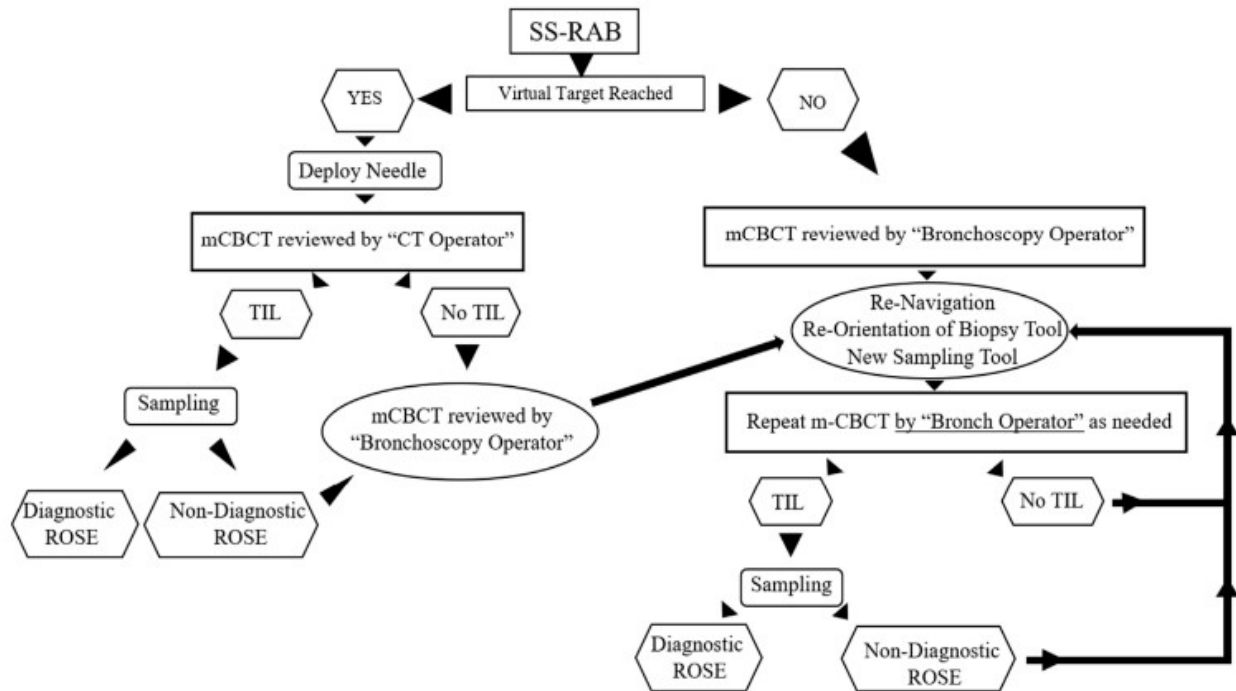 SS-RAB
Virtual Target Reached
YES
NO
Deploy Needle
mCBCT reviewed by “CT Operator”
mCBCT reviewed by “Bronchoscopy Operator”
TIL
No TIL
Re-Navigation
Re-Orientation of Biopsy Tool
New Sampling Tool
Sampling
mCBCT reviewed by
“Bronchoscopy Operator”
Repeat m-CBCT by “Bronch Operator” as needed
Diagnostic
ROSE
Non-Diagnostic
ROSE
TIL
No TIL
Sampling
Diagnostic
ROSE
Non-Diagnostic
ROSE